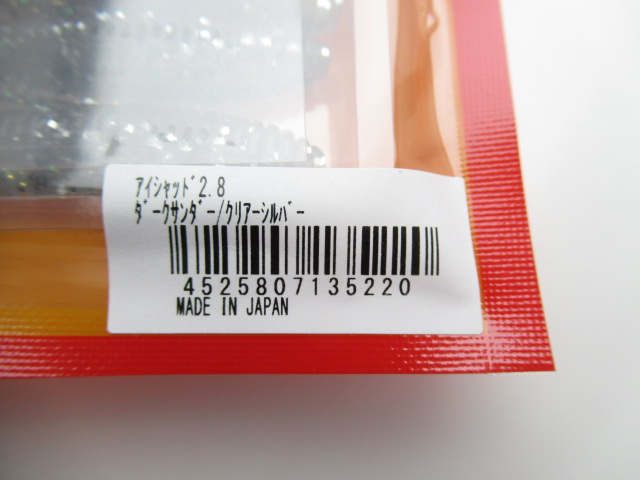 ｱｲｼｬｯﾄﾞ2.8
ﾀﾞｰｸｻﾝﾀﾞｰ/ｸﾘｱｰｼﾙﾊﾞｰ
4525807135220
MADE IN JAPAN